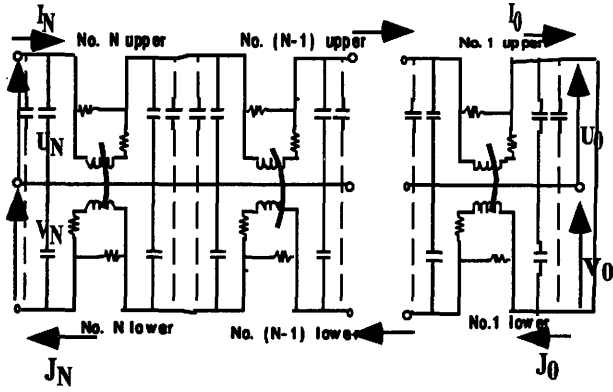 I_N
I_0
No. N upper
No. (N-1) upper
No. 1 upper
U_N
U_0
V_N
V_0
No. N lower
No. (N-1) lower
No.1 lower
J_N
J_0